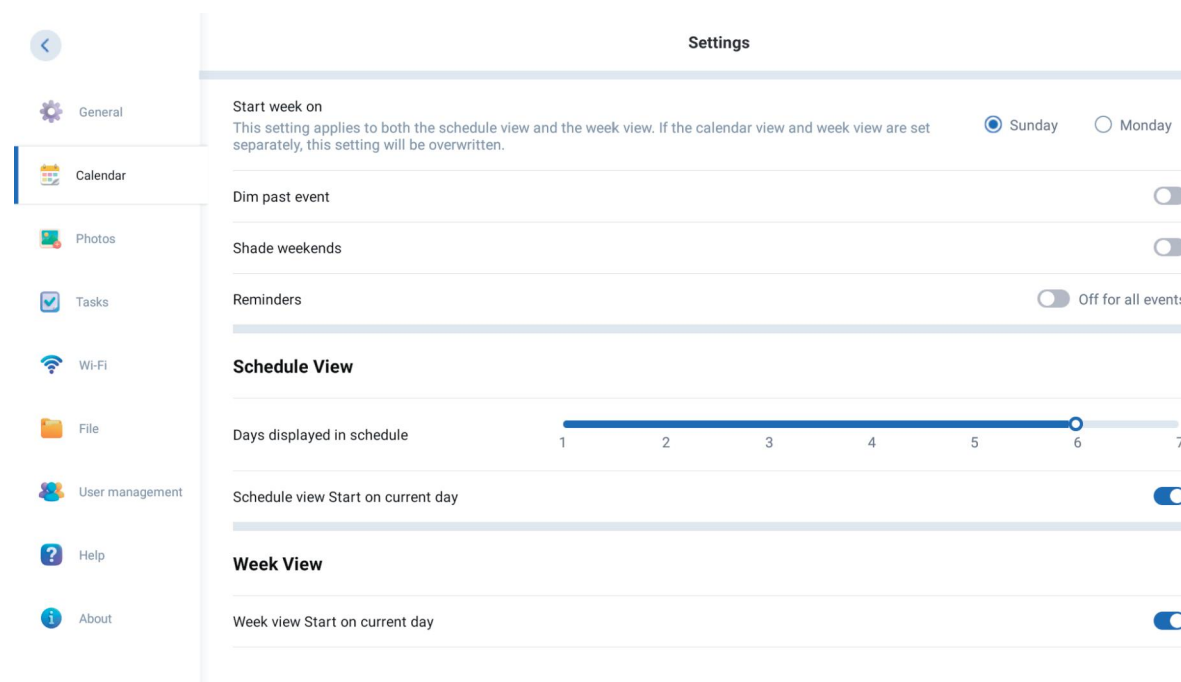 Settings
General
Calendar
Photos
Tasks
Wi-Fi
File
User management
Help
About
Start week on
This setting applies to both the schedule view and the week view. If the calendar view and week view are set
separately, this setting will be overwritten.
Sunday
Monday
Dim past event
Shade weekends
Reminders
Off for all events
Schedule View
Days displayed in schedule
1 2 3 4 5 6 7
Schedule view Start on current day
Week View
Week view Start on current day